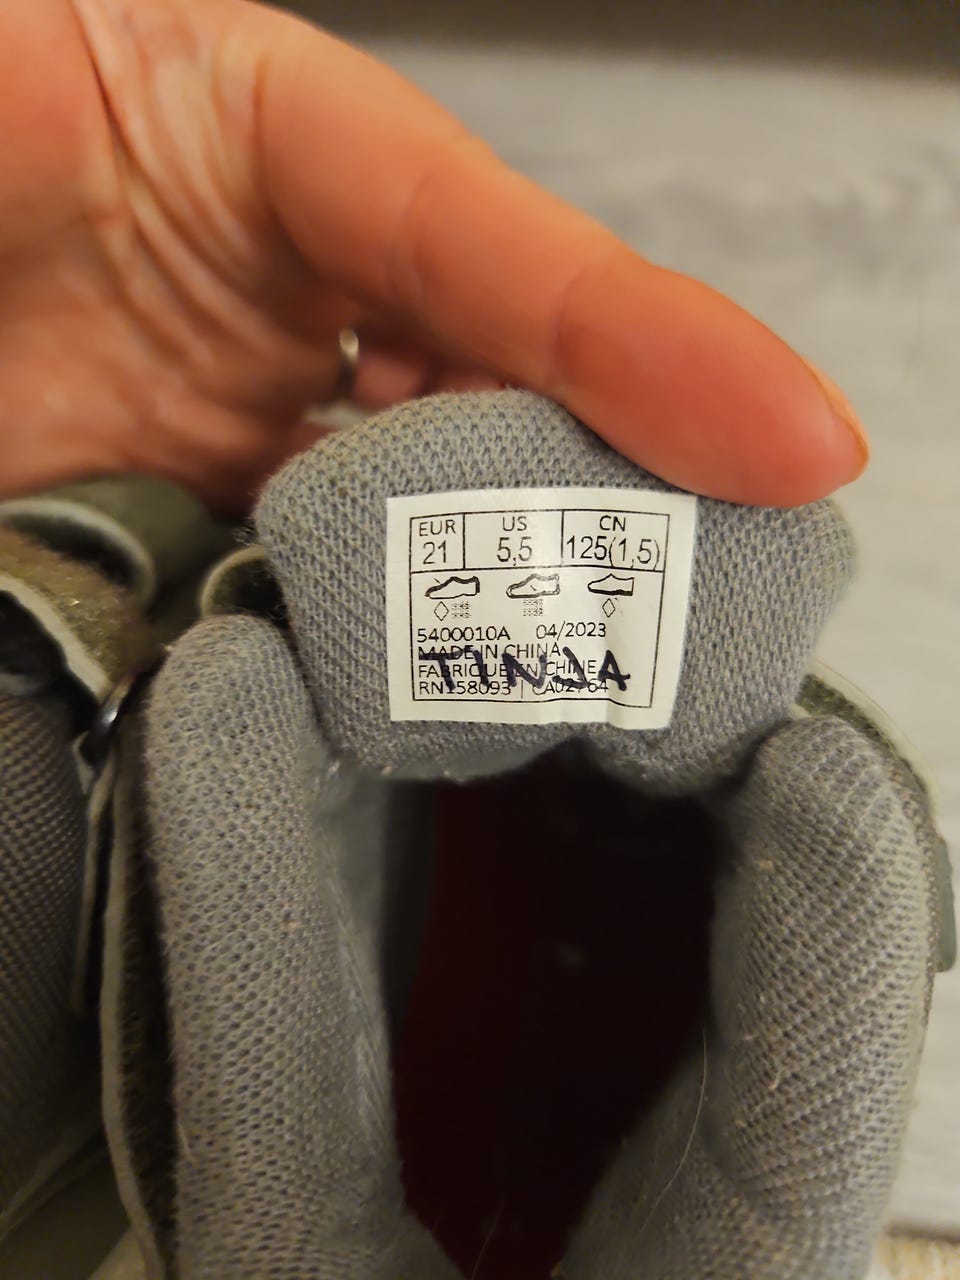 EUR US CN
21 5,5 125(1,5)
5400010A 04/2023
MADE IN CHINA
TINJA
FABRIQUE EN CHINE
RN158093 CA02764